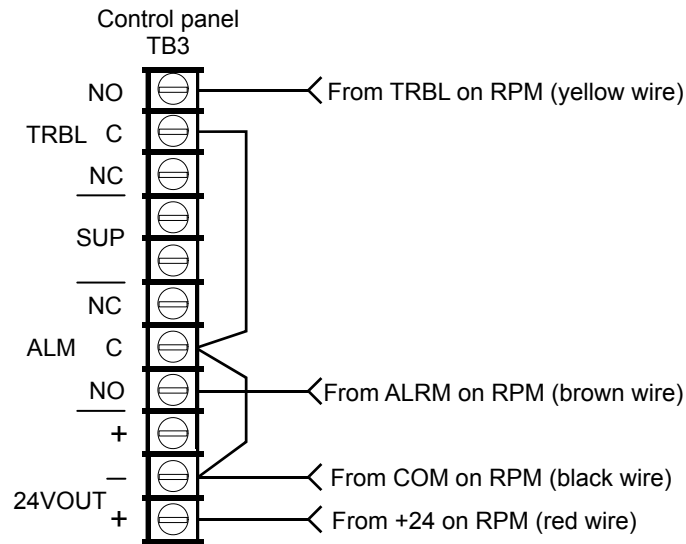 Control panel
TB3
NO From TRBL on RPM (yellow wire)
TRBL C
NC
SUP
NC
ALM C
NO From ALRM on RPM (brown wire)
+
– From COM on RPM (black wire)
24VOUT
+ From +24 on RPM (red wire)